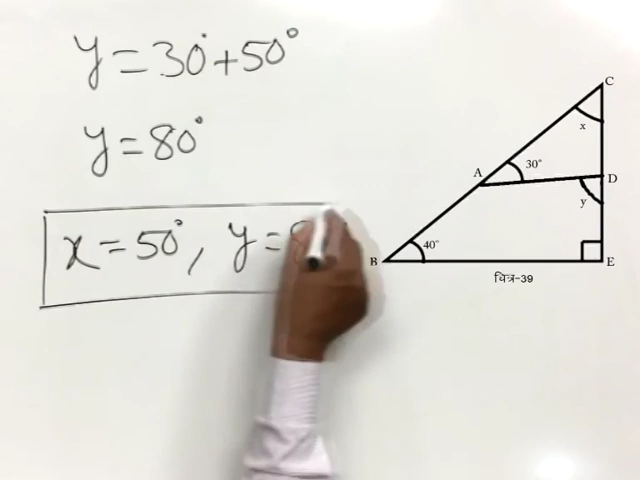 y = 30° + 50°
y = 80°
x = 50°, y =
C
x
A
30°
D
y
40°
B
E
चित्र-39